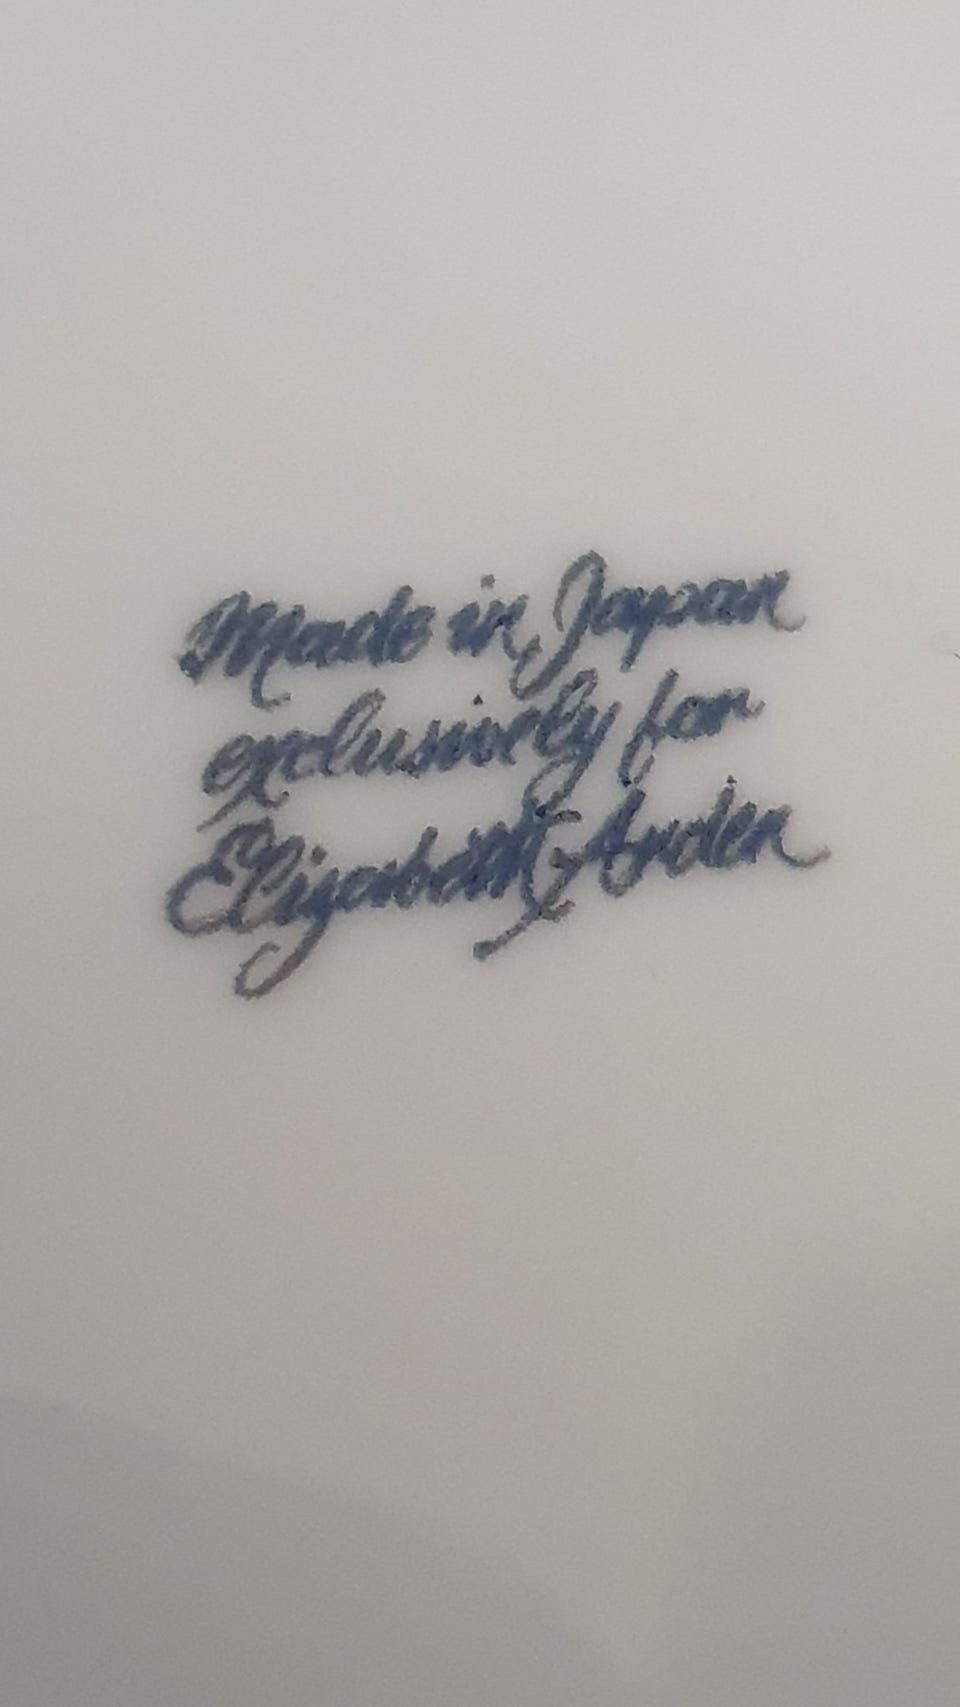 Made in Japan
exclusively for
Elizabeth Arden